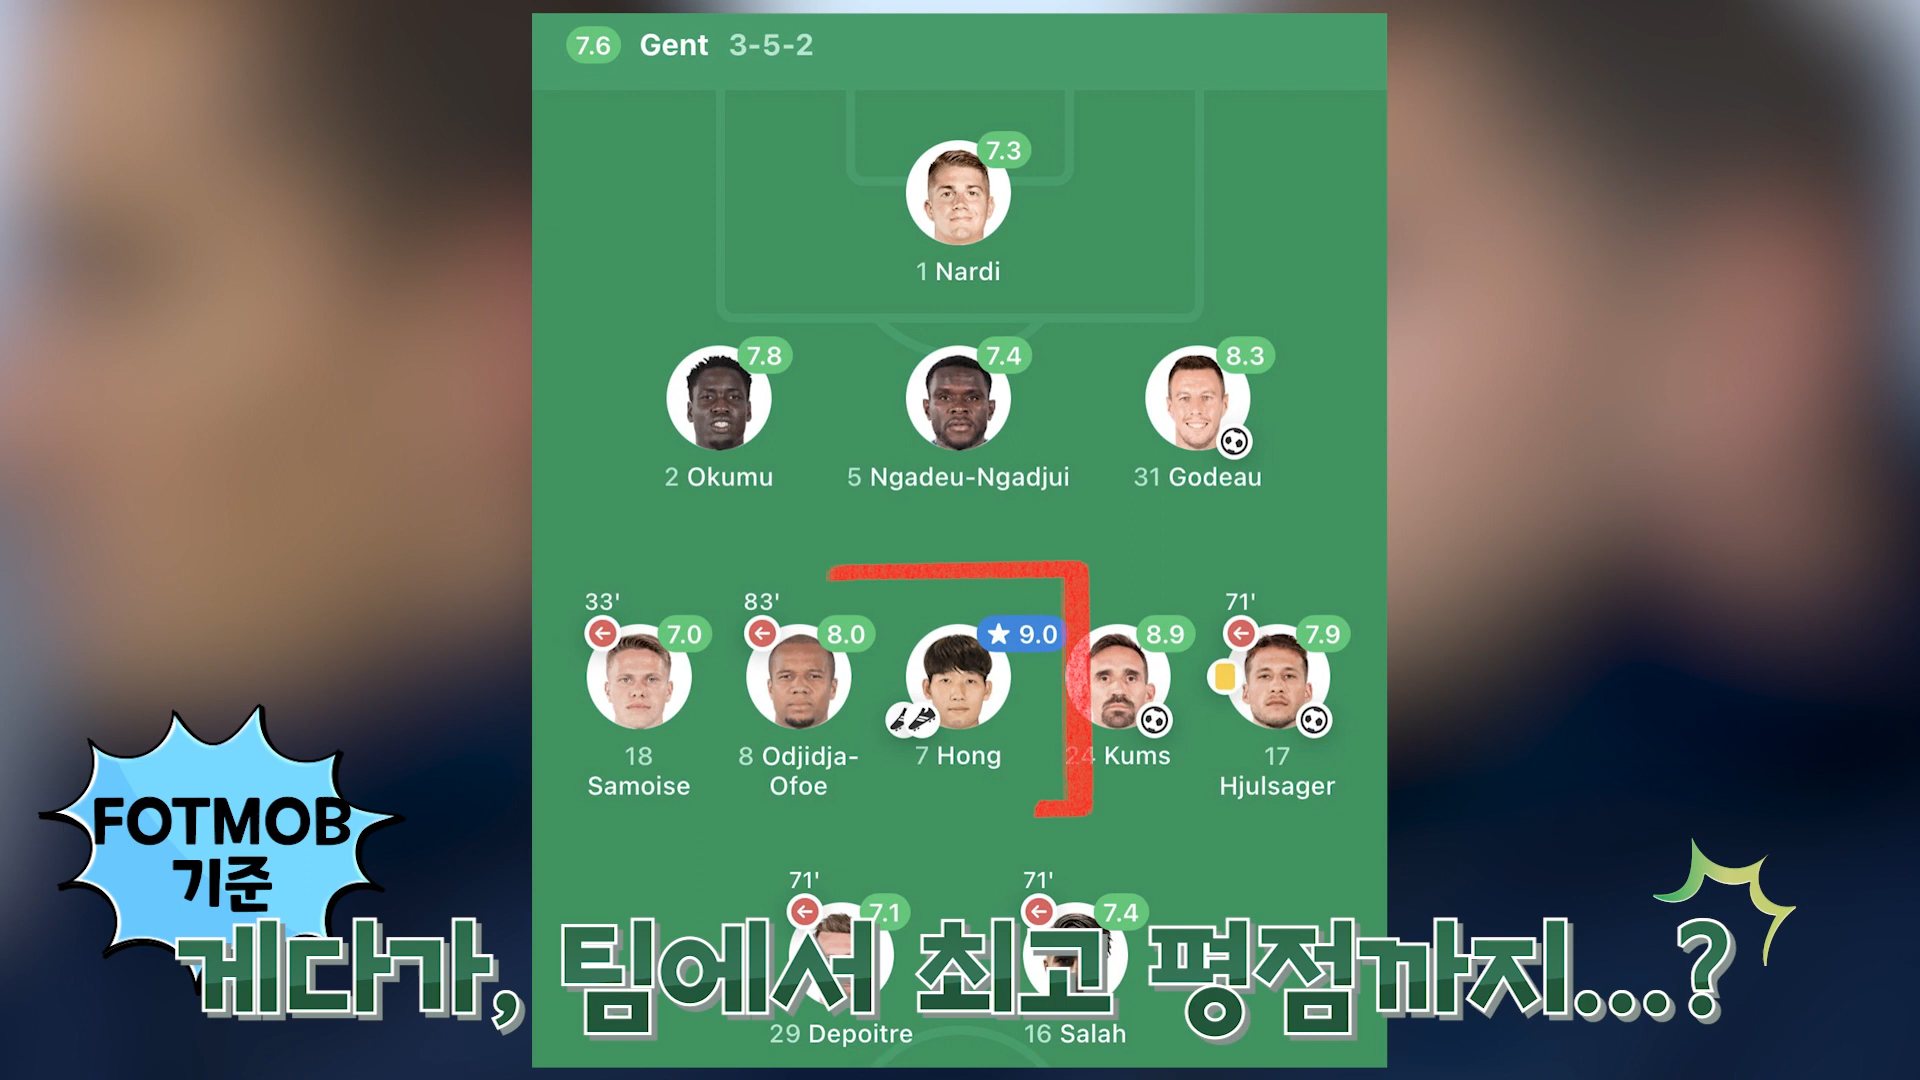 7.6 Gent 3-5-2
7.3
1 Nardi
7.8
7.4
8.3
2 Okumu
5 Ngadeu-Ngadjui
31 Godeau
33'
83'
71'
7.0
8.0
9.0
8.9
7.9
18 Samoise
8 Odjidja-Ofoe
7 Hong
24 Kums
17 Hjulsager
71'
71'
7.1
7.4
29 Depoitre
16 Salah
FOTMOB
기준
게다가, 팀에서 최고 평점까지...?